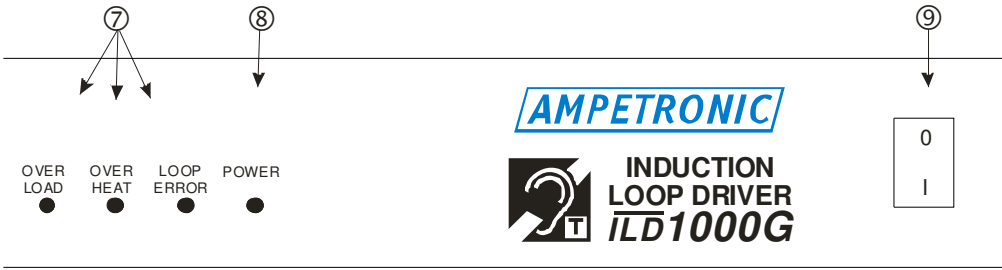 ⑦ ⑧ ⑨
AMPETRONIC
OVER LOAD
OVER HEAT
LOOP ERROR
POWER
INDUCTION
LOOP DRIVER
ILD1000G
T
0
I